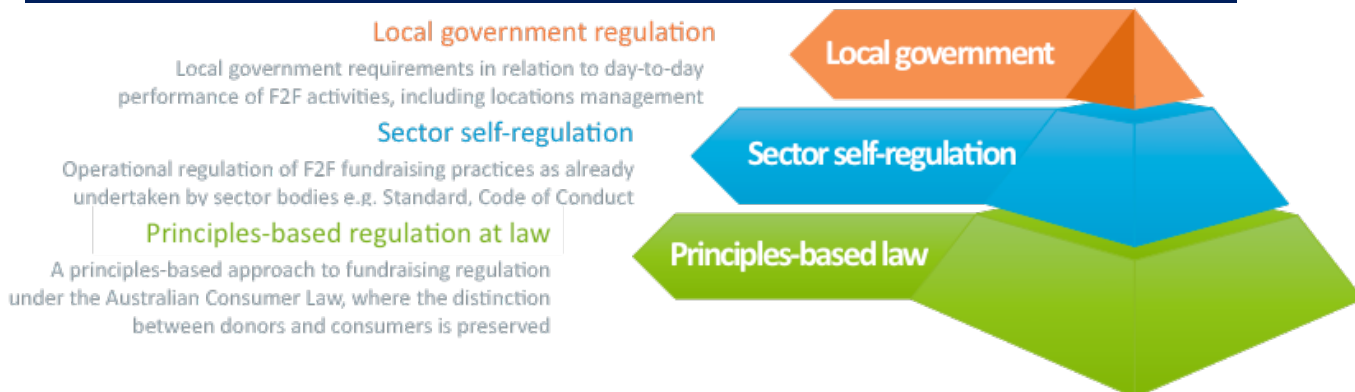 Local government regulation
Local government requirements in relation to day-to-day
performance of F2F activities, including locations management
Local government
Sector self-regulation
Operational regulation of F2F fundraising practices as already
undertaken by sector bodies e.g. Standard, Code of Conduct
Sector self-regulation
Principles-based regulation at law
A principles-based approach to fundraising regulation
under the Australian Consumer Law, where the distinction
between donors and consumers is preserved
Principles-based law